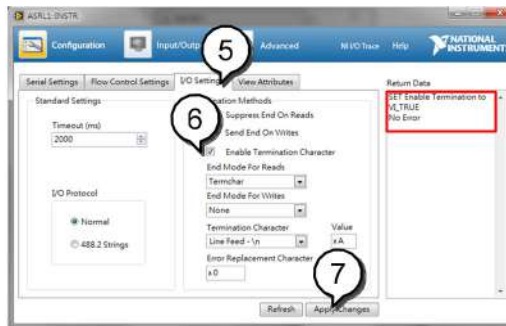 ASRL1::INSTR
Configuration
Input/Outp
Advanced
NI I/O Trace
Help
NATIONAL
INSTRUMENTS
5
Serial Settings
Flow Control Settings
I/O Settings
View Attributes
Return Data
Standard Settings
Timeout (ms)
2000
I/O Protocol
Normal
488.2 Strings
6
Suppress End On Reads
Send End On Writes
Enable Termination Character
End Mode For Reads
Termchar
End Mode For Writes
None
Termination Character
Line Feed - \n
Value
xA
Error Replacement Character
x0
SET Enable Termination to
VI_TRUE
No Error
7
Refresh
Apply Changes